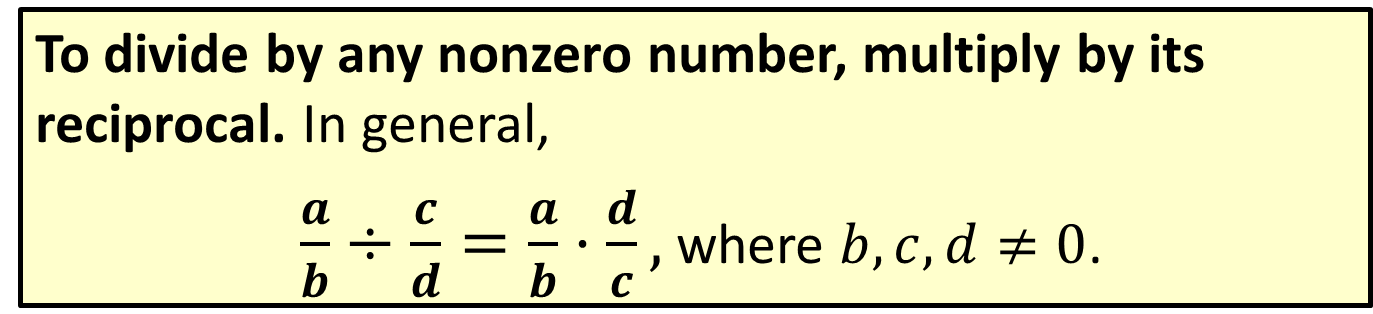 To divide by any nonzero number, multiply by its
reciprocal. In general,
a/b ÷ c/d = a/b · d/c, where b, c, d ≠ 0.